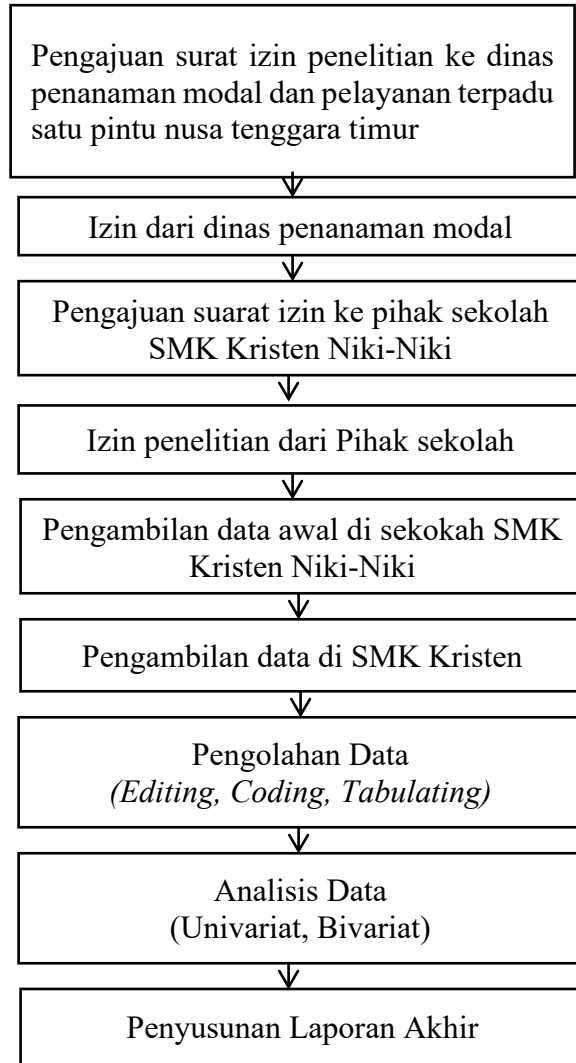 Pengajuan surat izin penelitian ke dinas
penanaman modal dan pelayanan terpadu
satu pintu nusa tenggara timur
Izin dari dinas penanaman modal
Pengajuan suarat izin ke pihak sekolah
SMK Kristen Niki-Niki
Izin penelitian dari Pihak sekolah
Pengambilan data awal di sekokah SMK
Kristen Niki-Niki
Pengambilan data di SMK Kristen
Pengolahan Data
(Editing, Coding, Tabulating)
Analisis Data
(Univariat, Bivariat)
Penyusunan Laporan Akhir